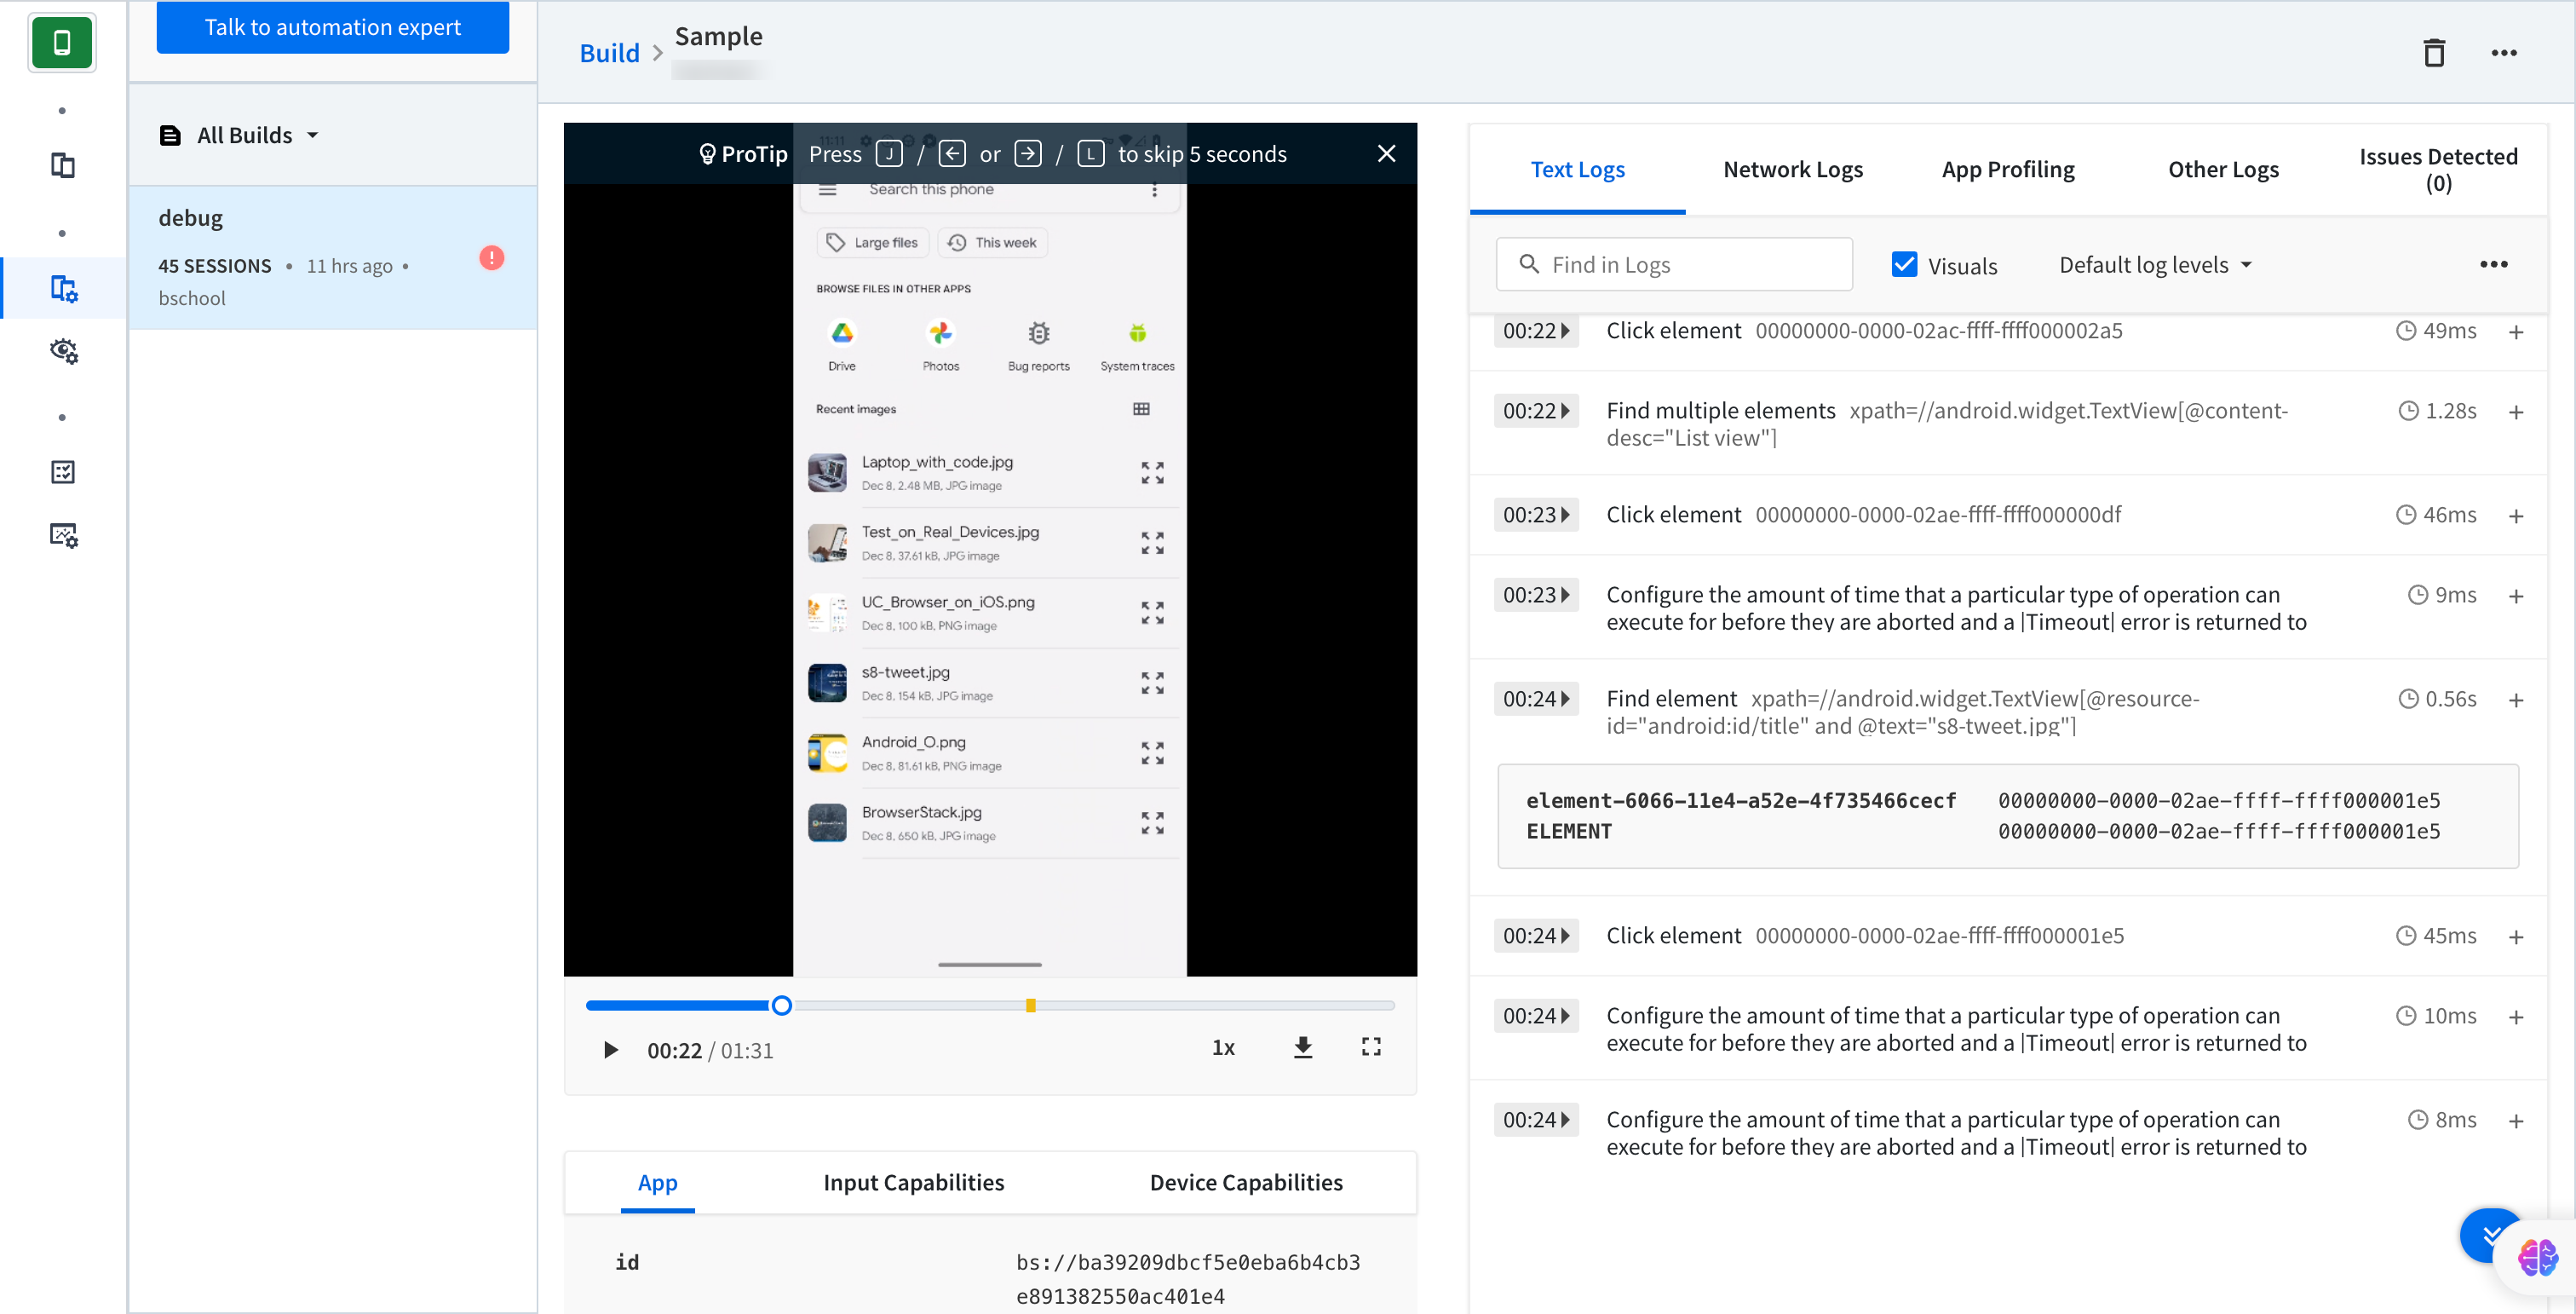 Talk to automation expert
All Builds
debug
45 SESSIONS • 11 hrs ago •
bschool
Build
Sample
ProTip Press J / ← or → / L to skip 5 seconds
11:11
Search this phone
Large files
This week
BROWSE FILES IN OTHER APPS
Drive
Photos
Bug reports
System traces
Recent images
Laptop_with_code.jpg
Dec 8, 2.48 MB, JPG image
Test_on_Real_Devices.jpg
Dec 8, 37.61 kB, JPG image
UC_Browser_on_iOS.png
Dec 8, 100 kB, PNG image
s8-tweet.jpg
Dec 8, 154 kB, JPG image
Android_O.png
Dec 8, 81.61 kB, PNG image
BrowserStack.jpg
Dec 8, 650 kB, JPG image
00:22 / 01:31
1x
App
Input Capabilities
Device Capabilities
id
bs://ba39209dbcf5e0eba6b4cb3
e891382550ac401e4
Text Logs
Network Logs
App Profiling
Other Logs
Issues Detected
(0)
Find in Logs
Visuals
Default log levels
00:22 Click element 00000000-0000-02ac-ffff-ffff000002a5 49ms
00:22 Find multiple elements xpath=//android.widget.TextView[@content- 1.28s
desc="List view"]
00:23 Click element 00000000-0000-02ae-ffff-ffff000000df 46ms
00:23 Configure the amount of time that a particular type of operation can 9ms
execute for before they are aborted and a |Timeout| error is returned to
00:24 Find element xpath=//android.widget.TextView[@resource- 0.56s
id="android:id/title" and @text="s8-tweet.jpg"]
element-6066-11e4-a52e-4f735466cecf 00000000-0000-02ae-ffff-ffff000001e5
ELEMENT 00000000-0000-02ae-ffff-ffff000001e5
00:24 Click element 00000000-0000-02ae-ffff-ffff000001e5 45ms
00:24 Configure the amount of time that a particular type of operation can 10ms
execute for before they are aborted and a |Timeout| error is returned to
00:24 Configure the amount of time that a particular type of operation can 8ms
execute for before they are aborted and a |Timeout| error is returned to